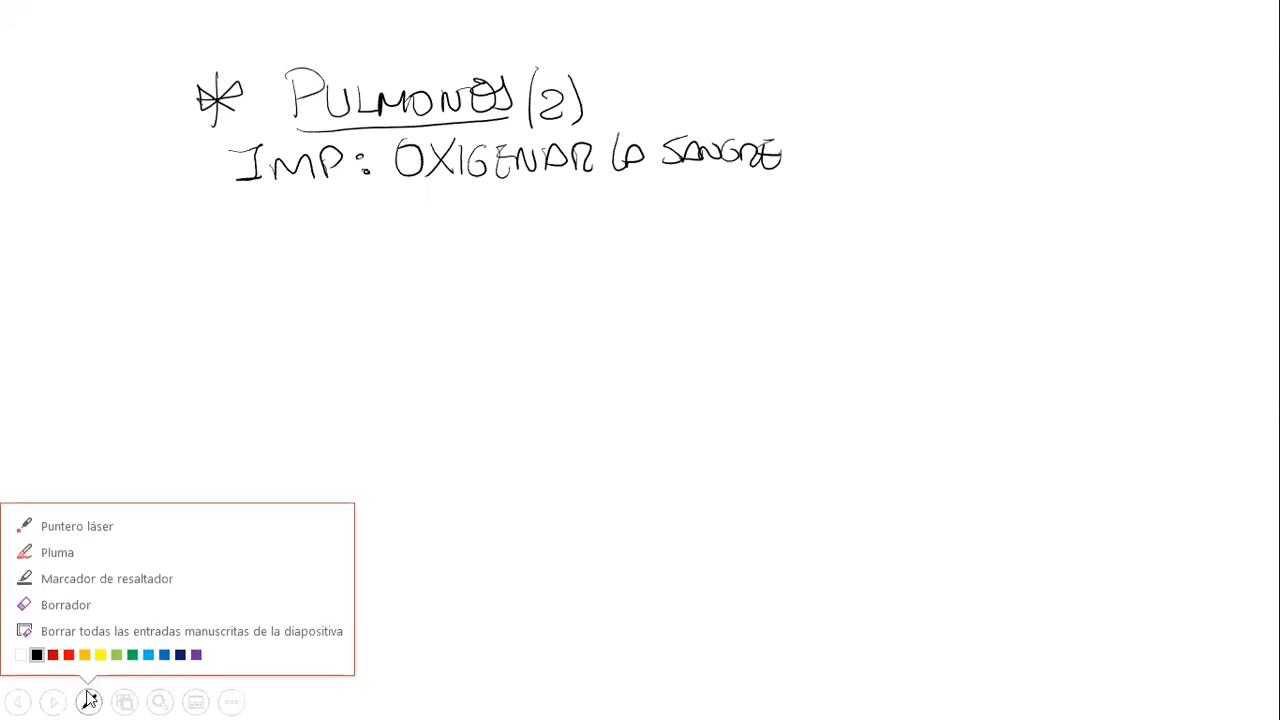 * PULMONES (2)
IMP: OXIGENAR LA SANGRE
Puntero láser
Pluma
Marcador de resaltador
Borrador
Borrar todas las entradas manuscritas de la diapositiva